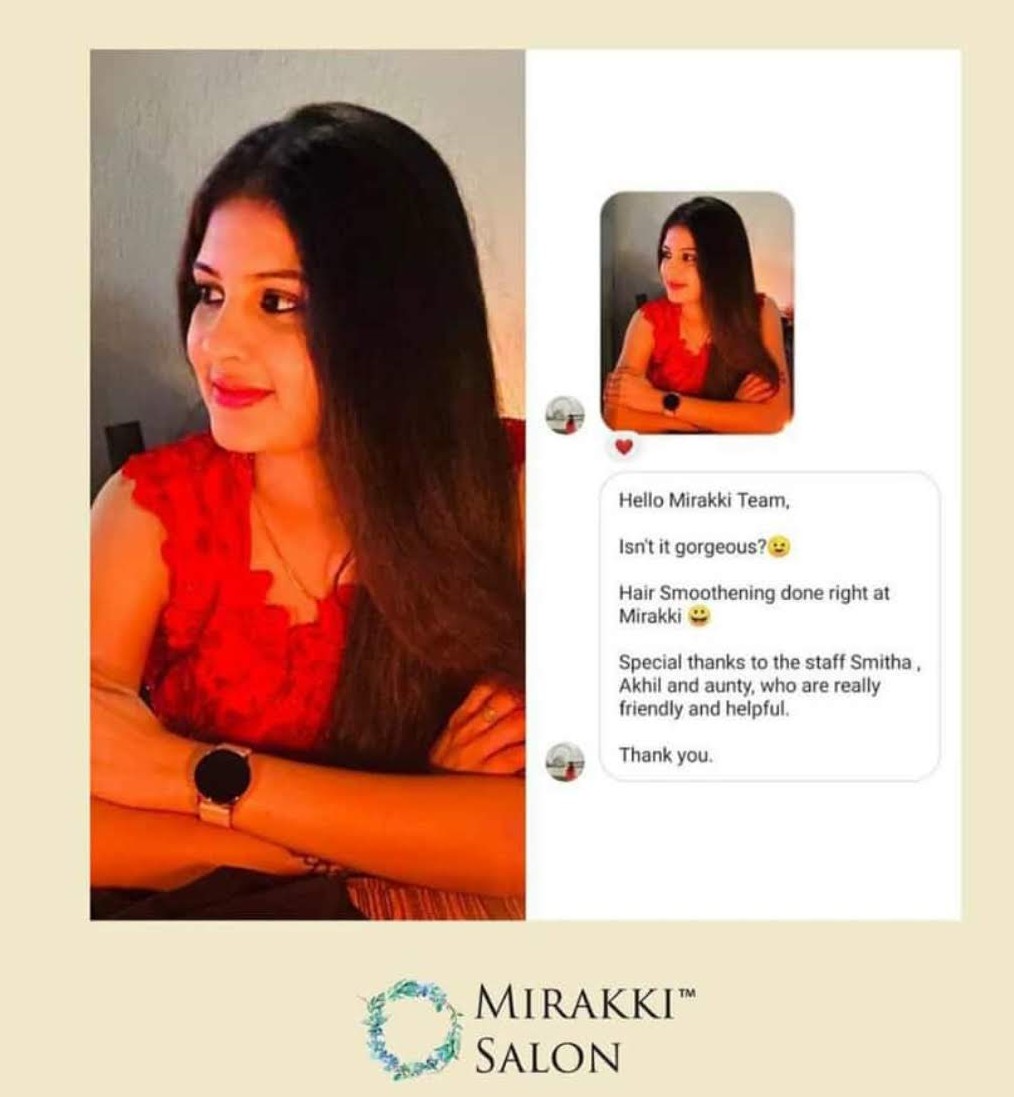 Hello Mirakki Team,
Isn't it gorgeous?😉
Hair Smoothening done right at
Mirakki 😀
Special thanks to the staff Smitha ,
Akhil and aunty, who are really
friendly and helpful.
Thank you.
MIRAKKI™
SALON